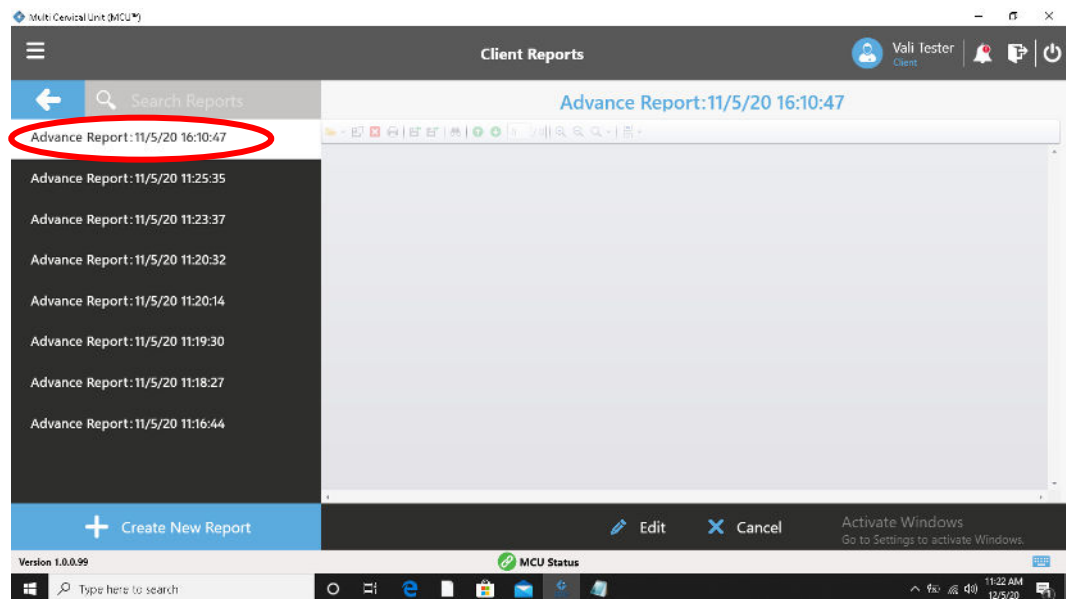 Multi Cervical Unit (MCU™)
Client Reports
Vali Tester
Client
Search Reports
Advance Report:11/5/20 16:10:47
Advance Report:11/5/20 16:10:47
Advance Report:11/5/20 11:25:35
Advance Report:11/5/20 11:23:37
Advance Report:11/5/20 11:20:32
Advance Report:11/5/20 11:20:14
Advance Report:11/5/20 11:19:30
Advance Report:11/5/20 11:18:27
Advance Report:11/5/20 11:16:44
Create New Report
Edit
Cancel
Activate Windows
Go to Settings to activate Windows.
Version 1.0.0.99
MCU Status
Type here to search
11:22 AM
12/5/20